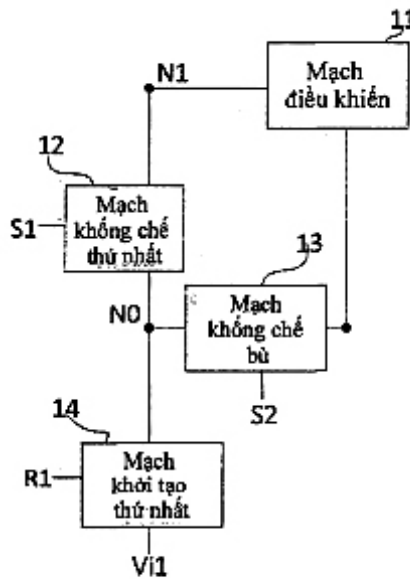 11
N1
Mạch
điều khiển
12
Mạch
khống chế
thứ nhất
S1
13
N0
Mạch
khống chế
bù
S2
14
Mạch
khởi tạo
thứ nhất
R1
Vi1